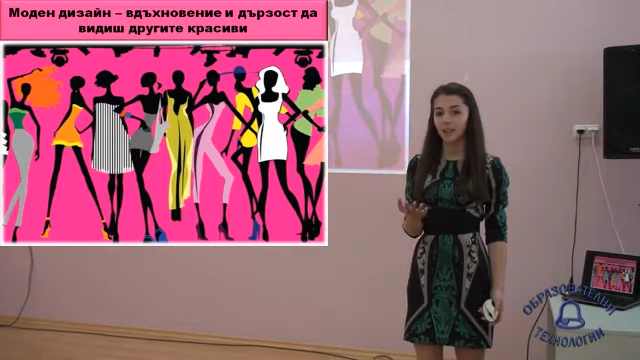 Моден дизайн – вдъхновение и дързост да
видиш другите красиви
ОБРАЗОВАТЕЛНИ
ТЕХНОЛОГИИ